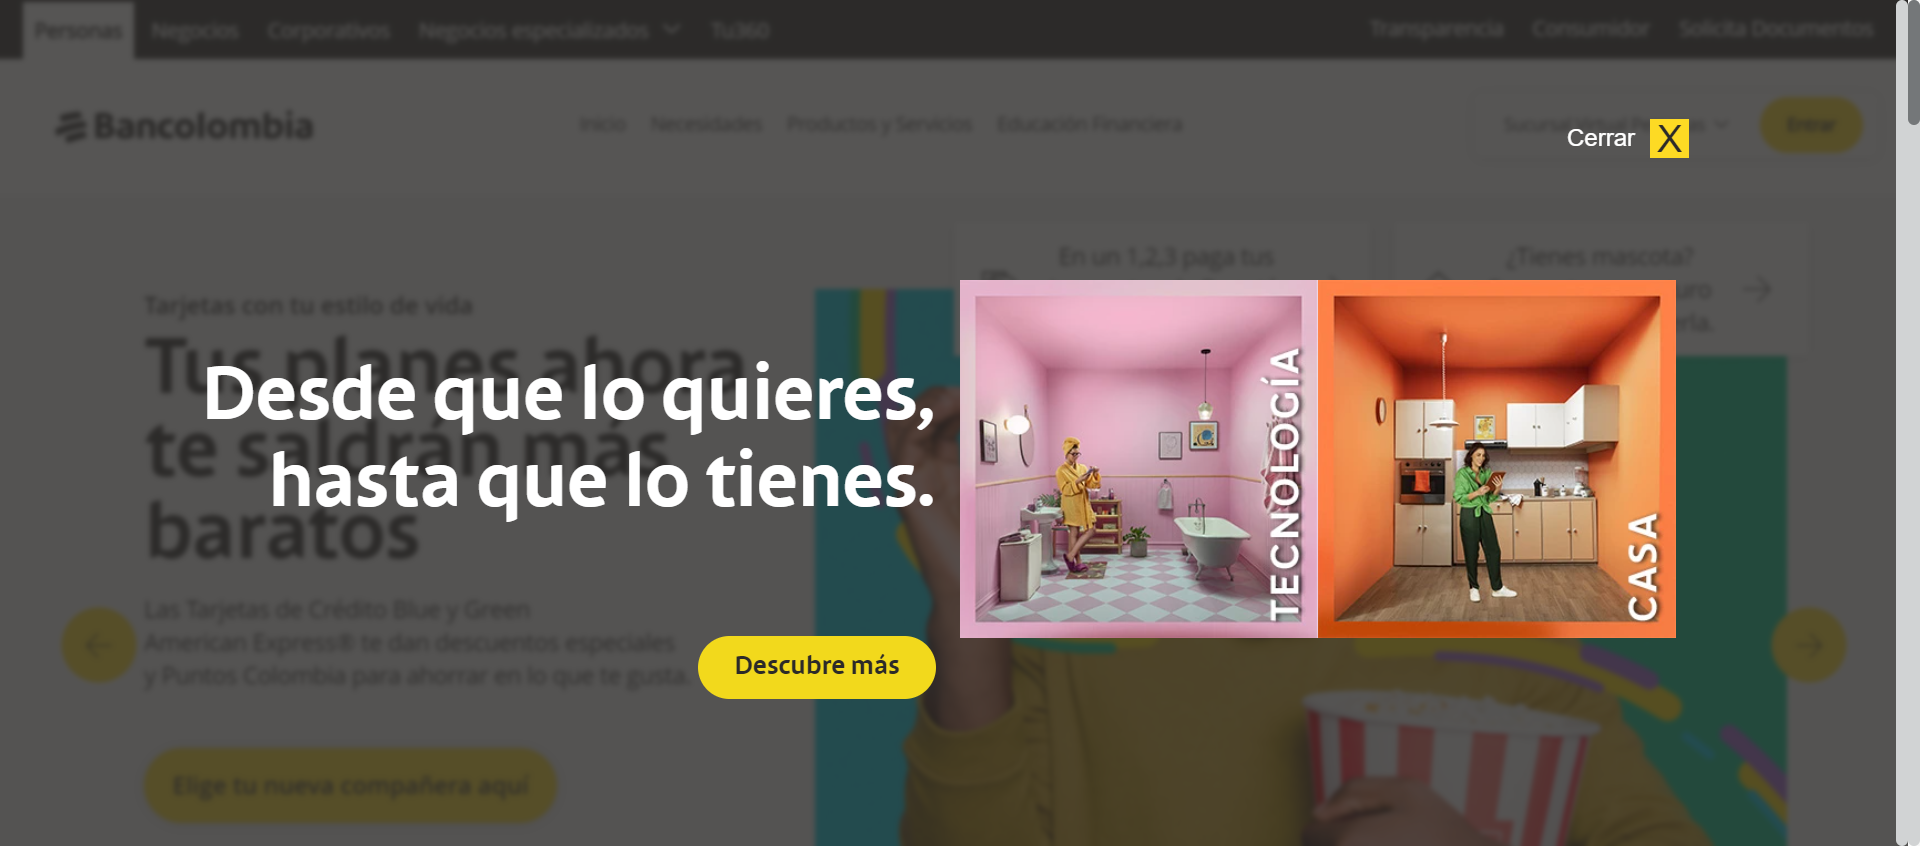 Personas
Negocios
Corporativos
Negocios especializados
Tu360
Transparencia
Consumidor
Solicita Documentos
Bancolombia
Inicio
Necesidades
Productos y Servicios
Educación Financiera
Sucursal Virtual
Entrar
Cerrar X
En un 1,2,3 paga tus
¿Tienes mascota?
Tarjetas con tu estilo de vida
Tus planes ahora
te saldrán más
baratos
Desde que lo quieres,
hasta que lo tienes.
TECNOLOGÍA
CASA
Las Tarjetas de Crédito Blue y Green
American Express® te dan descuentos especiales
y Puntos Colombia para ahorrar en lo que te gusta.
Descubre más
Elige tu nueva compañera aquí